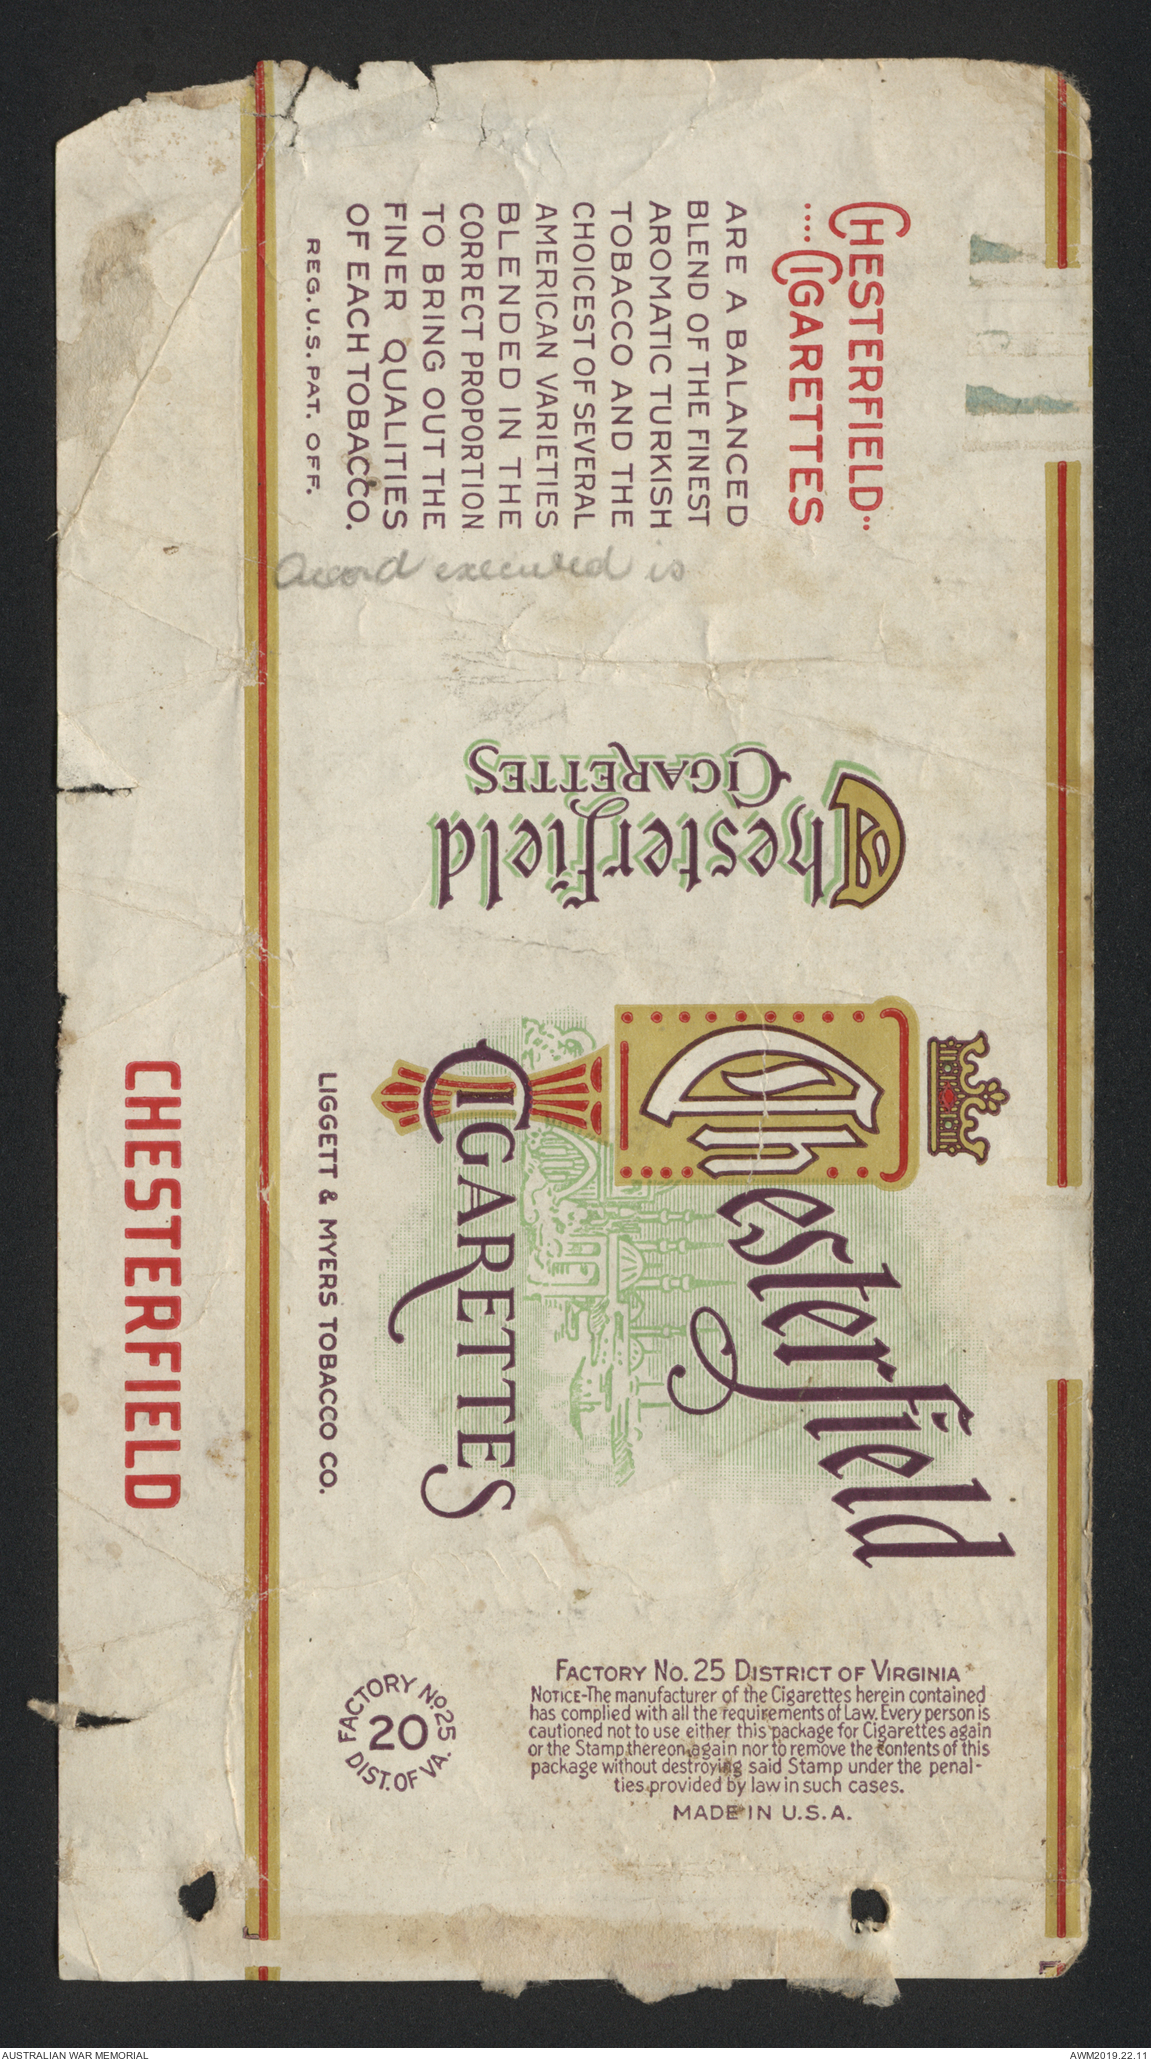 CHESTERFIELD..
....CIGARETTES
ARE A BALANCED
BLEND OF THE FINEST
AROMATIC TURKISH
TOBACCO AND THE
CHOICEST OF SEVERAL
AMERICAN VARIETIES
BLENDED IN THE
CORRECT PROPORTION
TO BRING OUT THE
FINER QUALITIES
OF EACH TOBACCO.
REG.U.S.PAT. OFF.
Accord executed is
Chesterfield
CIGARETTES
Chesterfield
CIGARETTES
LIGGETT & MYERS TOBACCO CO.
CHESTERFIELD
FACTORY No. 25 DISTRICT OF VIRGINIA
NOTICE-The manufacturer of the Cigarettes herein contained
has complied with all the requirements of Law. Every person is
cautioned not to use either this package for Cigarettes again
or the Stamp thereon again nor to remove the contents of this
package without destroying said Stamp under the penal-
ties provided by law in such cases.
MADE IN U.S.A.
FACTORY No. 25
20
DIST. OF VA.
AUSTRALIAN WAR MEMORIAL
AWM2019.22.11